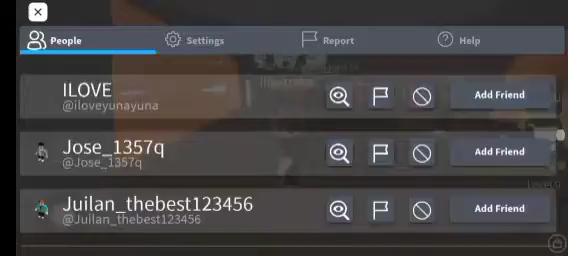 People Settings Report Help
ILOVE
@iloveyunayuna
Add Friend
Jose_1357q
@Jose_1357q
Add Friend
Juilan_thebest123456
@Juilan_thebest123456
Add Friend